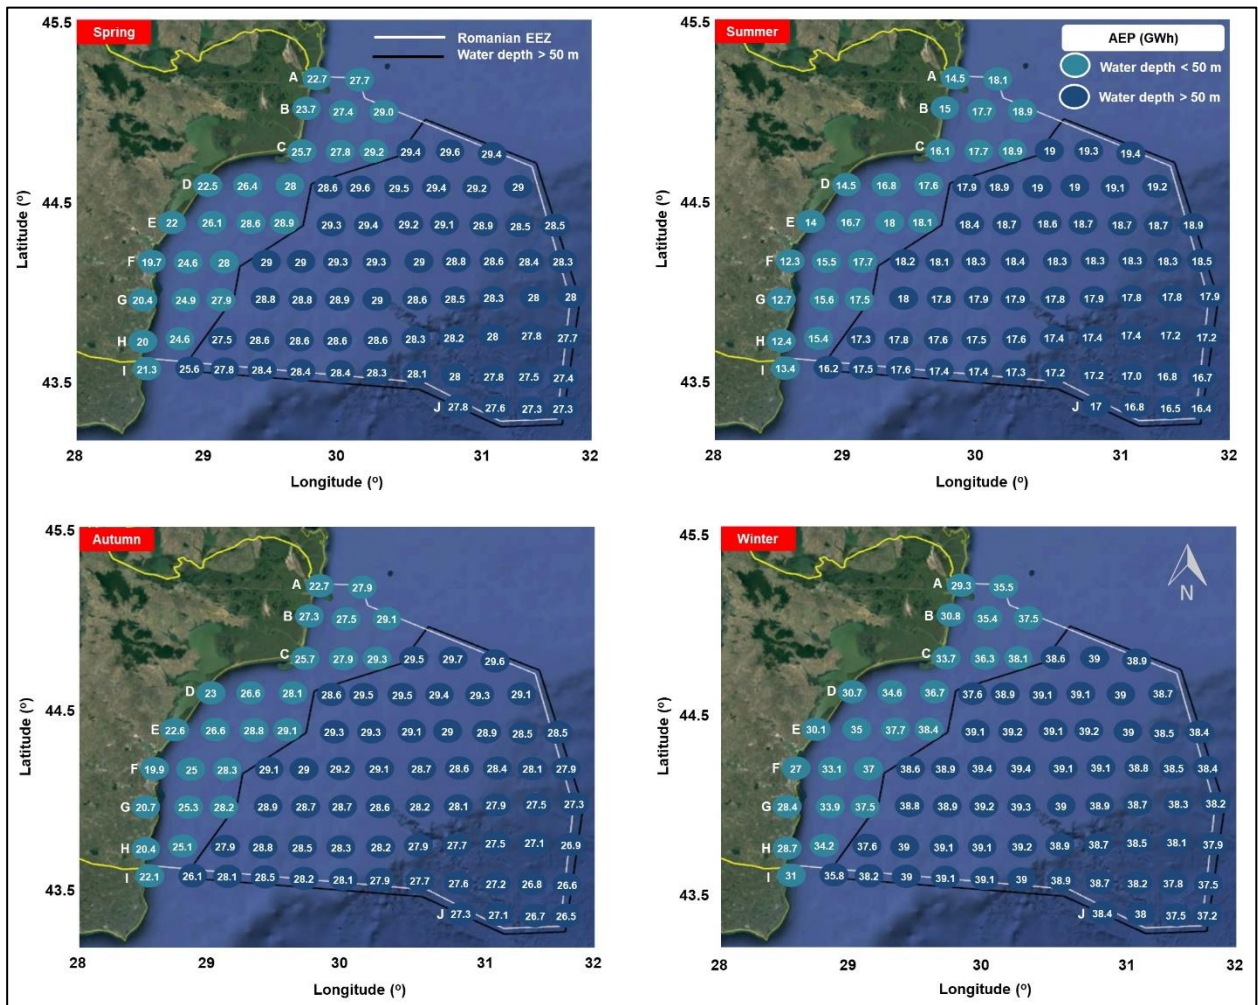 45.5
Spring
Romanian EEZ
Water depth > 50 m
A 22.7 27.7
B 23.7 27.4 29.0
C 25.7 27.8 29.2 29.4 29.6 29.4
D 22.5 26.4 28 28.6 29.6 29.5 29.4 29.2 29
44.5
E 22 26.1 28.6 28.9 29.3 29.4 29.2 29.1 28.9 28.5 28.5
F 19.7 24.6 28 29 29 29.3 29.3 29 28.8 28.6 28.4 28.3
G 20.4 24.9 27.9 28.8 28.8 28.9 29 28.6 28.5 28.3 28 28
H 20 24.6 27.5 28.6 28.6 28.6 28.6 28.3 28.2 28 27.8 27.7
I 21.3 25.6 27.8 28.4 28.4 28.4 28.3 28.1 28 27.8 27.5 27.4
43.5
J 27.8 27.6 27.3 27.3
28 29 30 31 32
Latitude (º)
Longitude (º)
45.5
Summer
AEP (GWh)
Water depth < 50 m
Water depth > 50 m
A 14.5 18.1
B 15 17.7 18.9
C 16.1 17.7 18.9 19 19.3 19.4
D 14.5 16.8 17.6 17.9 18.9 19 19 19.1 19.2
44.5
E 14 16.7 18 18.1 18.4 18.7 18.6 18.7 18.7 18.7 18.9
F 12.3 15.5 17.7 18.2 18.1 18.3 18.4 18.3 18.3 18.3 18.3 18.5
G 12.7 15.6 17.5 18 17.8 17.9 17.9 17.8 17.9 17.8 17.8 17.9
H 12.4 15.4 17.3 17.8 17.6 17.5 17.6 17.4 17.4 17.4 17.2 17.2
I 13.4 16.2 17.5 17.6 17.4 17.4 17.3 17.2 17.2 17.0 16.8 16.7
43.5
J 17 16.8 16.5 16.4
28 29 30 31 32
Latitude (º)
Longitude (º)
45.5
Autumn
A 22.7 27.9
B 27.3 27.5 29.1
C 25.7 27.9 29.3 29.5 29.7 29.6
D 23 26.6 28.1 28.6 29.5 29.5 29.4 29.3 29.1
44.5
E 22.6 26.6 28.8 29.1 29.3 29.3 29.1 29 28.9 28.5 28.5
F 19.9 25 28.3 29.1 29 29.2 29.1 28.7 28.6 28.4 28.1 27.9
G 20.7 25.3 28.2 28.9 28.7 28.7 28.6 28.2 28.1 27.9 27.5 27.3
H 20.4 25.1 27.9 28.8 28.5 28.3 28.2 27.9 27.7 27.5 27.1 26.9
I 22.1 26.1 28.1 28.5 28.2 28.1 27.9 27.7 27.6 27.2 26.8 26.6
43.5
J 27.3 27.1 26.7 26.5
28 29 30 31 32
Latitude (º)
Longitude (º)
45.5
Winter
N
A 29.3 35.5
B 30.8 35.4 37.5
C 33.7 36.3 38.1 38.6 39 38.9
D 30.7 34.6 36.7 37.6 38.9 39.1 39.1 39 38.7
44.5
E 30.1 35 37.7 38.4 39.1 39.2 39.1 39.2 39 38.5 38.4
F 27 33.1 37 38.6 38.9 39.4 39.4 39.1 39.1 38.8 38.5 38.4
G 28.4 33.9 37.5 38.8 38.9 39.2 39.3 39 38.9 38.7 38.3 38.2
H 28.7 34.2 37.6 39 39.1 39.1 39.2 38.9 38.7 38.5 38.1 37.9
I 31 35.8 38.2 39 39.1 39.1 39 38.9 38.7 38.2 37.8 37.5
43.5
J 38.4 38 37.5 37.2
28 29 30 31 32
Latitude (º)
Longitude (º)